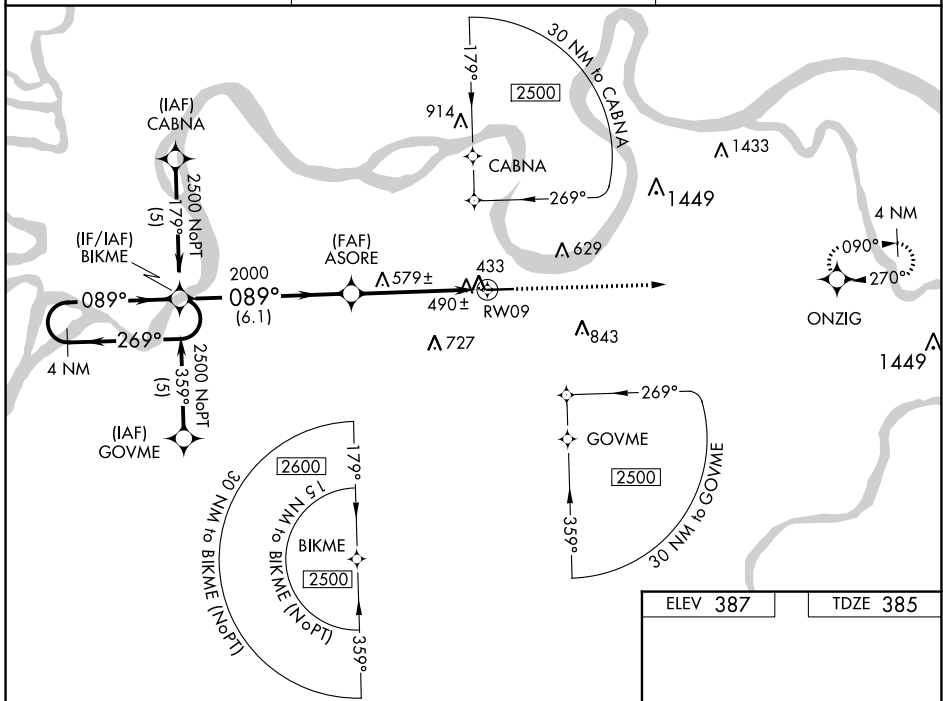 30 NM to CABNA
179°
2500
914
CABNA
269°
1433
1449
(IAF)
CABNA
2500 NoPT
179°
(5)
4 NM
090°
270°
ONZIG
629
(IF/IAF)
BIKME
(FAF)
ASORE
2000
089°
(6.1)
579±
433
490±
RW09
089°
269°
4 NM
727
843
1449
2500 NoPT
359°
(5)
(IAF)
GOVME
269°
GOVME
2500
359°
30 NM to GOVME
2600
179°
30 NM to BIKME (NoPT)
15 NM to BIKME (NoPT)
BIKME
2500
359°
ELEV 387
TDZE 385